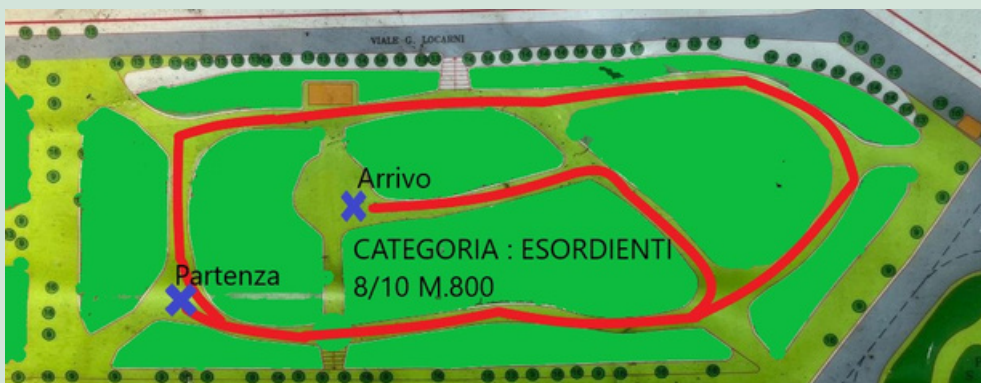 VIALE G. LOCARNI
Arrivo
CATEGORIA : ESORDIENTI
8/10 M.800
Partenza